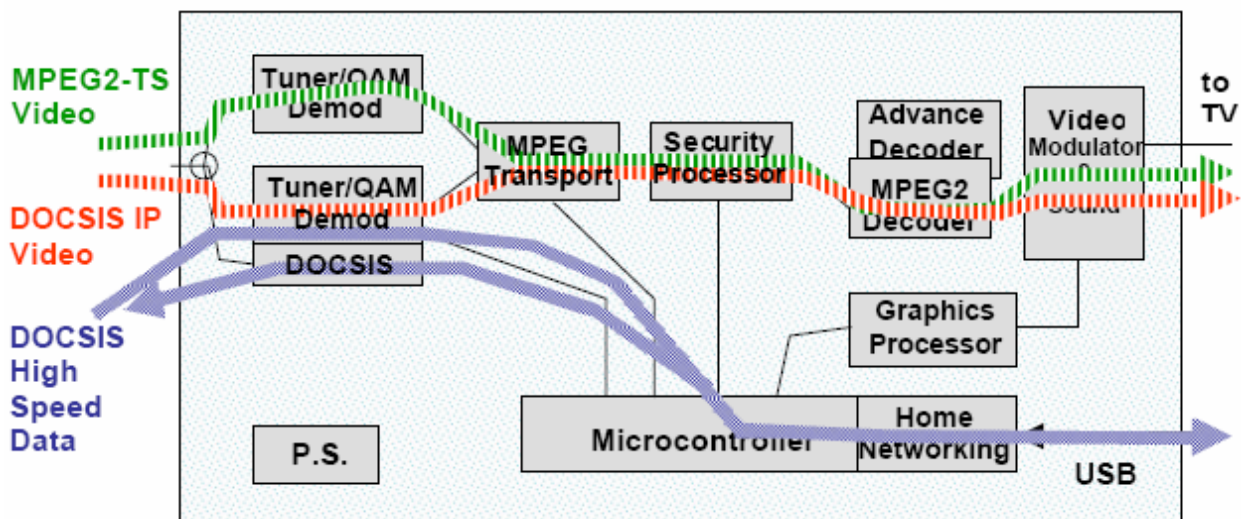 MPEG2-TS
Video
Tuner/QAM
Demod
to
TV
Advance
Decoder
Video
Modulator
Sound
MPEG
Transport
Security
Processor
MPEG2
Decoder
DOCSIS IP
Video
Tuner/QAM
Demod
DOCSIS
Graphics
Processor
DOCSIS
High
Speed
Data
Microcontroller
Home
Networking
P.S.
USB